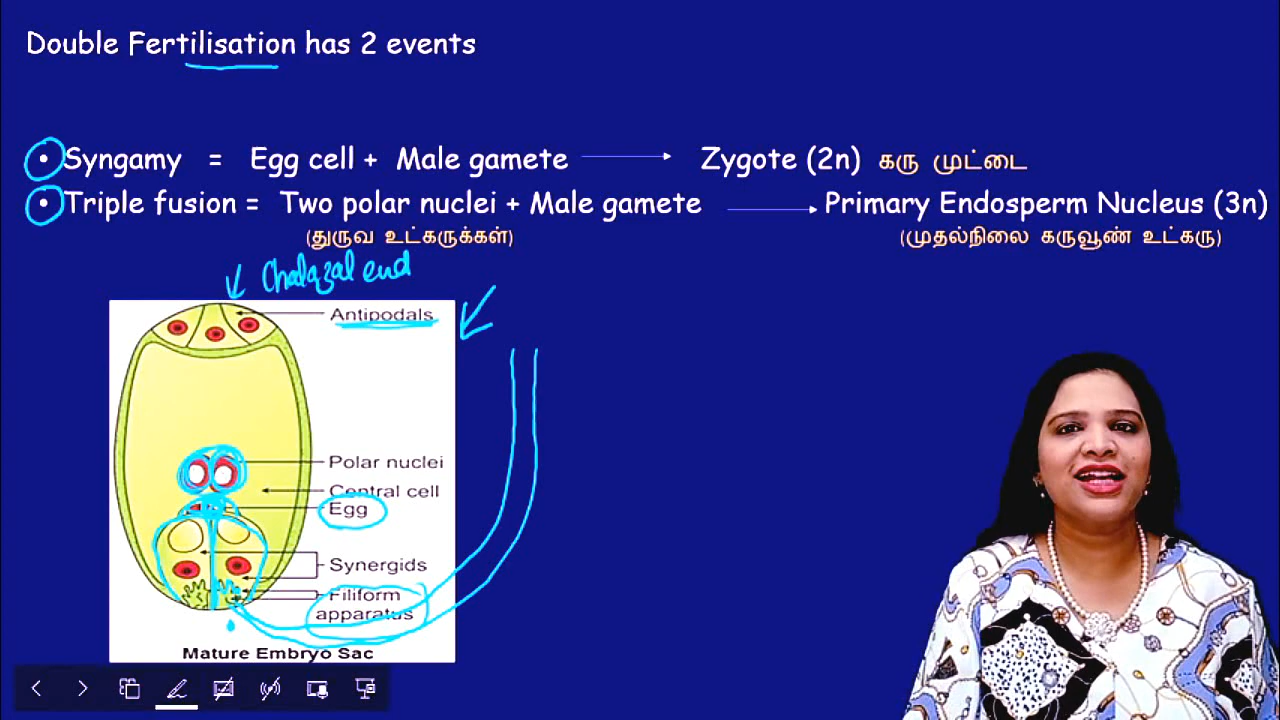 Double Fertilisation has 2 events
• Syngamy = Egg cell + Male gamete → Zygote (2n) கரு முட்டை
• Triple fusion = Two polar nuclei + Male gamete → Primary Endosperm Nucleus (3n)
(துருவ உட்கருக்கள்) (முதல்நிலை கருவூண் உட்கரு)
Chalazal end
Antipodals
Polar nuclei
Central cell
Egg
Synergids
Filiform
apparatus
Mature Embryo Sac